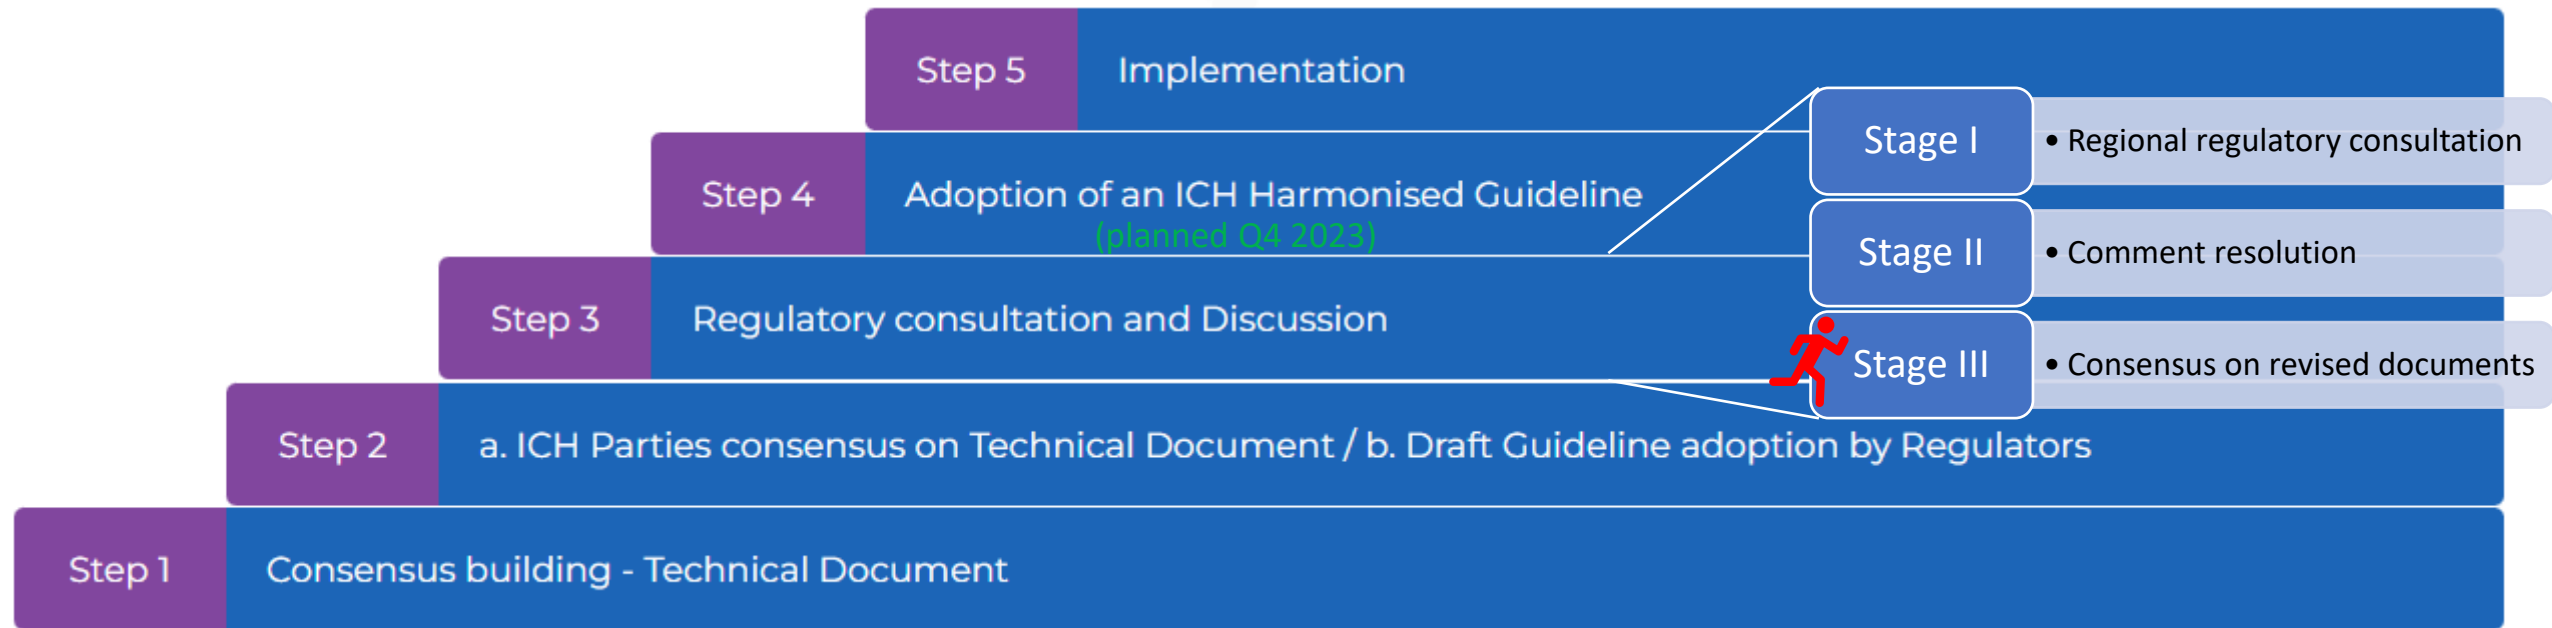 Step 5 Implementation
Step 4 Adoption of an ICH Harmonised Guideline
(planned Q4 2023)
Step 3 Regulatory consultation and Discussion
Step 2 a. ICH Parties consensus on Technical Document / b. Draft Guideline adoption by Regulators
Step 1 Consensus building - Technical Document
Stage I • Regional regulatory consultation
Stage II • Comment resolution
Stage III • Consensus on revised documents